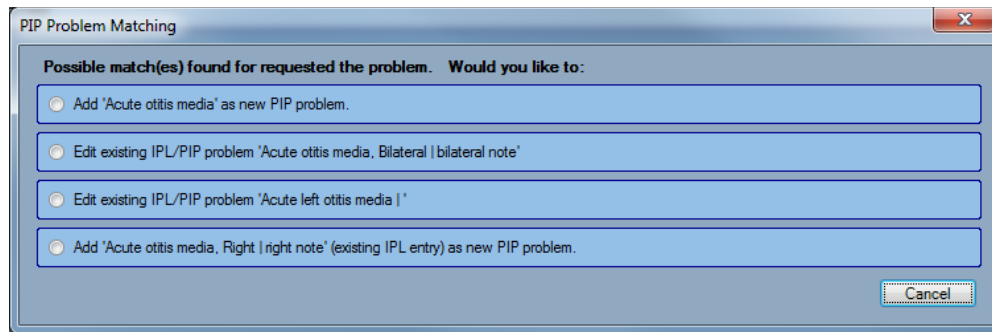 PIP Problem Matching
Possible match(es) found for requested the problem. Would you like to:
Add 'Acute otitis media' as new PIP problem.
Edit existing IPL/PIP problem 'Acute otitis media, Bilateral | bilateral note'
Edit existing IPL/PIP problem 'Acute left otitis media | '
Add 'Acute otitis media, Right | right note' (existing IPL entry) as new PIP problem.
Cancel